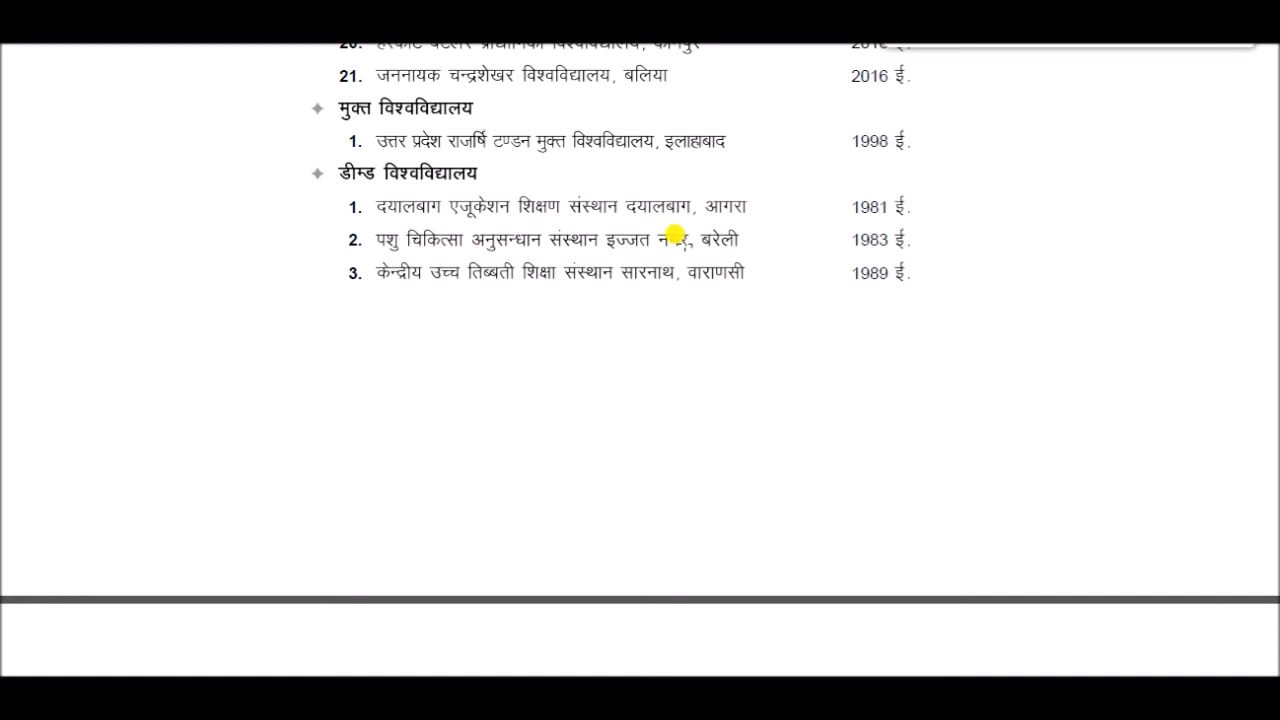 21. जननायक चन्द्रशेखर विश्वविद्यालय, बलिया 2016 ई.
✦ मुक्त विश्वविद्यालय
1. उत्तर प्रदेश राजर्षि टण्डन मुक्त विश्वविद्यालय, इलाहाबाद 1998 ई.
✦ डीम्ड विश्वविद्यालय
1. दयालबाग एजूकेशन शिक्षण संस्थान दयालबाग, आगरा 1981 ई.
2. पशु चिकित्सा अनुसन्धान संस्थान इज्जत नगर, बरेली 1983 ई.
3. केन्द्रीय उच्च तिब्बती शिक्षा संस्थान सारनाथ, वाराणसी 1989 ई.